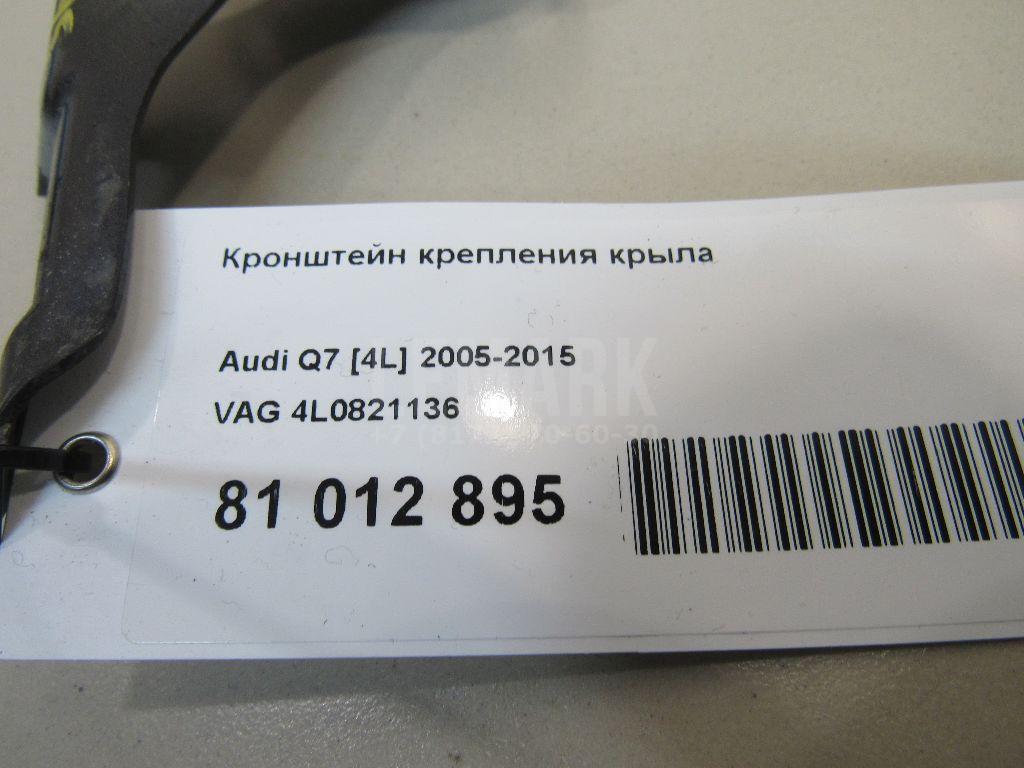 Кронштейн крепления крыла
Audi Q7 [4L] 2005-2015
VAG 4L0821136
81 012 895